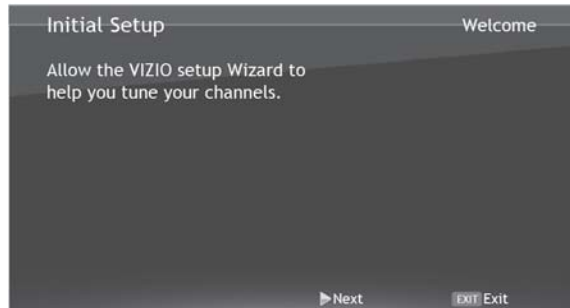 Initial Setup
Welcome
Allow the VIZIO setup Wizard to
help you tune your channels.
Next
EXIT Exit